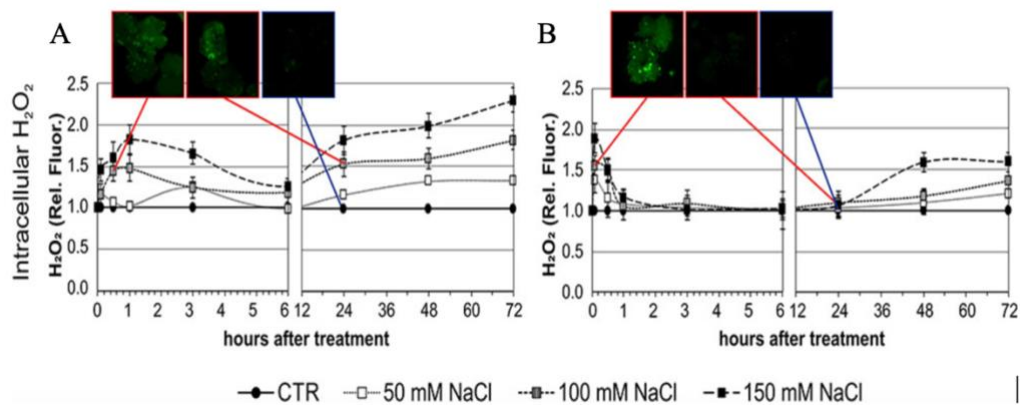 A
B
Intracellular H₂O₂
H₂O₂ (Rel. Fluor.)
2.5
2.0
1.5
1.0
0.5
0.0
0 1 2 3 4 5 6 12 24 36 48 60 72
hours after treatment
H₂O₂ (Rel. Fluor.)
2.5
2.0
1.5
1.0
0.5
0.0
0 1 2 3 4 5 6 12 24 36 48 60 72
hours after treatment
CTR 50 mM NaCl 100 mM NaCl 150 mM NaCl